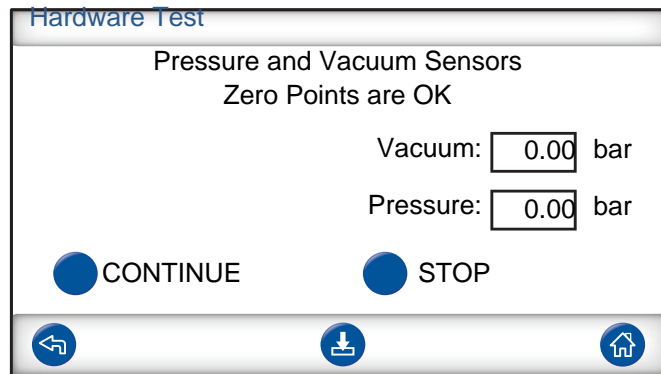 Hardware Test
Pressure and Vacuum Sensors
Zero Points are OK
Vacuum: 0.00 bar
Pressure: 0.00 bar
CONTINUE STOP